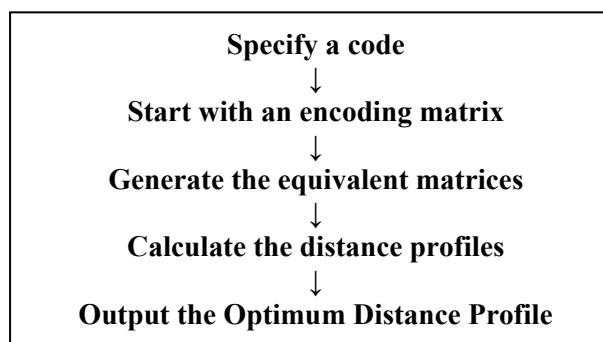 Specify a code
↓
Start with an encoding matrix
↓
Generate the equivalent matrices
↓
Calculate the distance profiles
↓
Output the Optimum Distance Profile